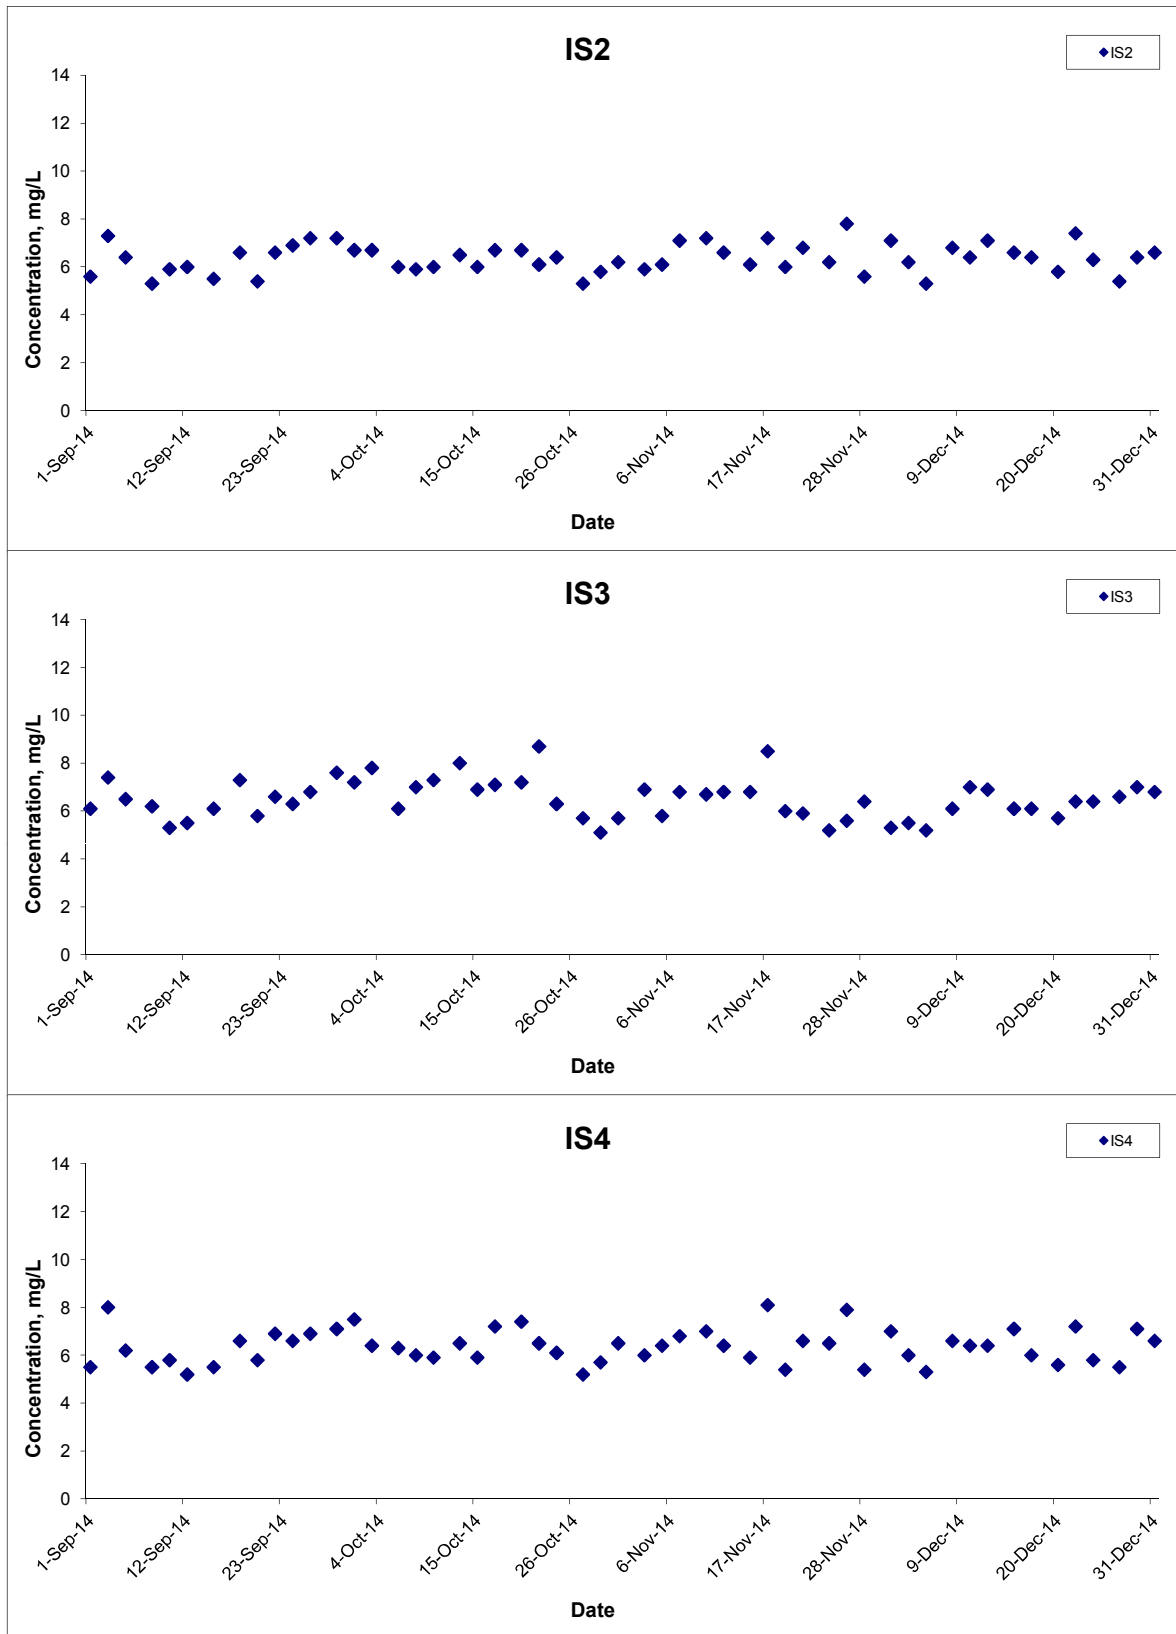 IS2
IS2
Concentration, mg/L
14
12
10
8
6
4
2
0
1-Sep-14
12-Sep-14
23-Sep-14
4-Oct-14
15-Oct-14
26-Oct-14
6-Nov-14
17-Nov-14
28-Nov-14
9-Dec-14
20-Dec-14
31-Dec-14
Date
IS3
IS3
Concentration, mg/L
14
12
10
8
6
4
2
0
1-Sep-14
12-Sep-14
23-Sep-14
4-Oct-14
15-Oct-14
26-Oct-14
6-Nov-14
17-Nov-14
28-Nov-14
9-Dec-14
20-Dec-14
31-Dec-14
Date
IS4
IS4
Concentration, mg/L
14
12
10
8
6
4
2
0
1-Sep-14
12-Sep-14
23-Sep-14
4-Oct-14
15-Oct-14
26-Oct-14
6-Nov-14
17-Nov-14
28-Nov-14
9-Dec-14
20-Dec-14
31-Dec-14
Date